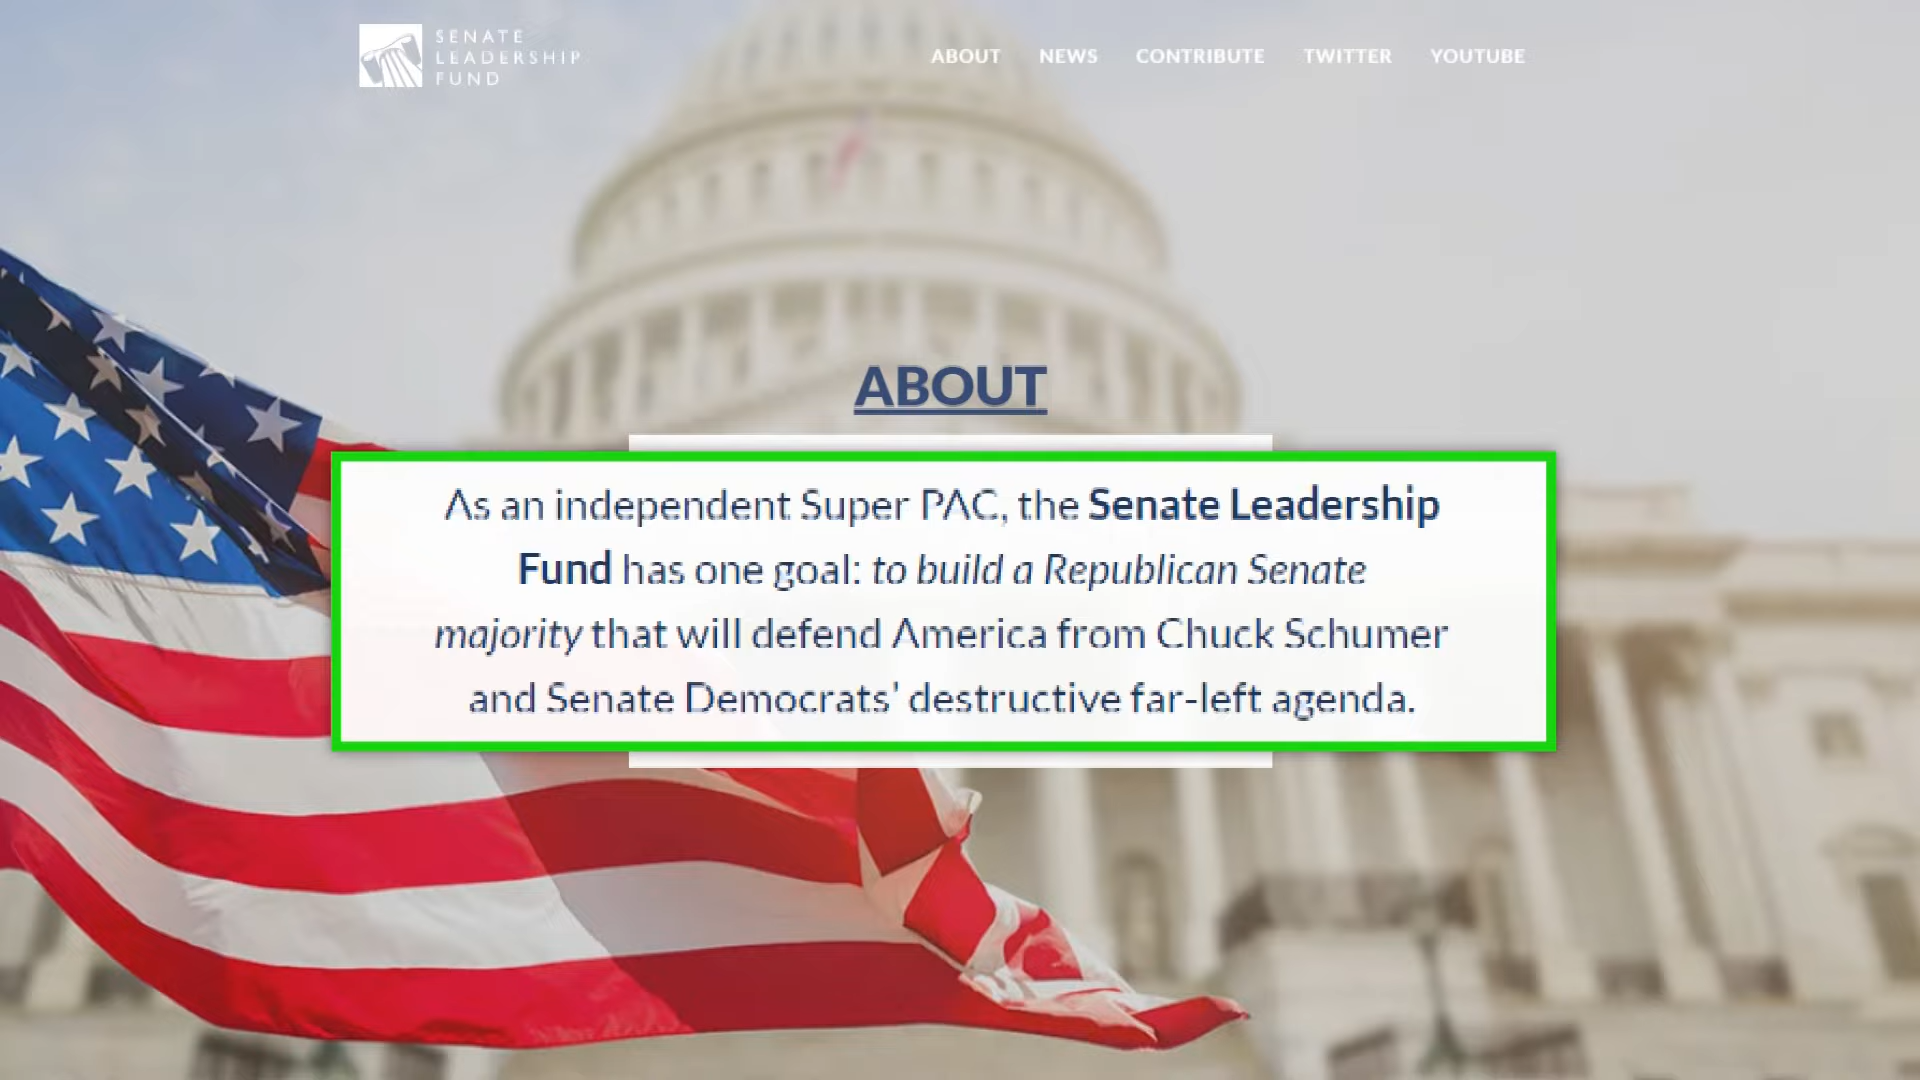 SENATE
LEADERSHIP
FUND
ABOUT NEWS CONTRIBUTE TWITTER YOUTUBE
ABOUT
As an independent Super PAC, the Senate Leadership
Fund has one goal: to build a Republican Senate
majority that will defend America from Chuck Schumer
and Senate Democrats’ destructive far-left agenda.